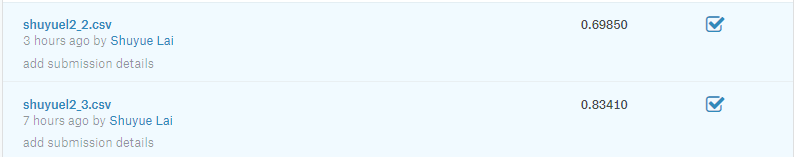 shuyuel2_2.csv 0.69850
3 hours ago by Shuyue Lai
add submission details
shuyuel2_3.csv 0.83410
7 hours ago by Shuyue Lai
add submission details